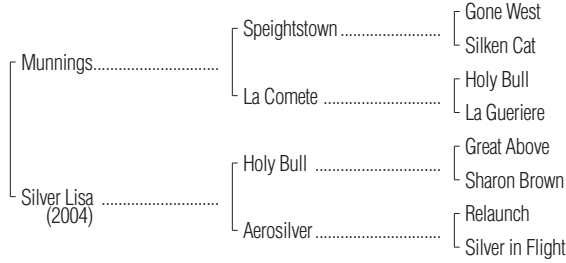 Gone West
Speightstown
Silken Cat
Munnings
Holy Bull
La Comete
La Gueriere
Great Above
Holy Bull
Sharon Brown
Silver Lisa
(2004)
Relaunch
Aerosilver
Silver in Flight